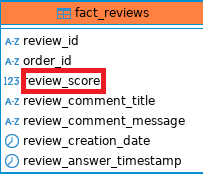 fact_reviews
A-Z review_id
A-Z order_id
123 review_score
A-Z review_comment_title
A-Z review_comment_message
review_creation_date
review_answer_timestamp